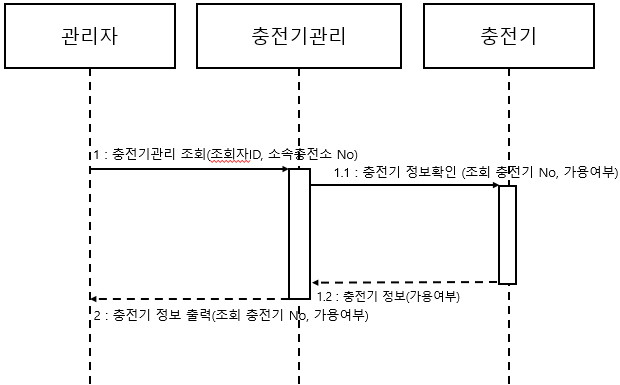 관리자
충전기관리
충전기
1 : 충전기관리 조회(조회자ID, 소속충전소 No)
1.1 : 충전기 정보확인 (조회 충전기 No, 가용여부)
1.2 : 충전기 정보(가용여부)
2 : 충전기 정보 출력(조회 충전기 No, 가용여부)